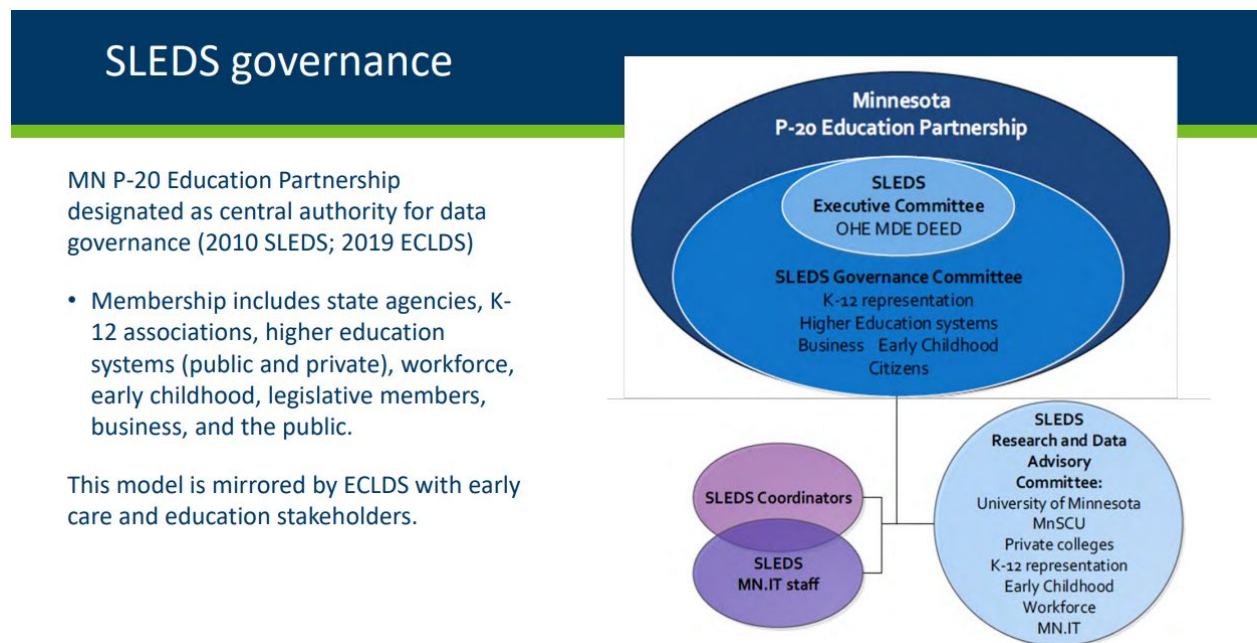 SLEDS governance
MN P-20 Education Partnership
designated as central authority for data
governance (2010 SLEDS; 2019 ECLDS)
• Membership includes state agencies, K-
12 associations, higher education
systems (public and private), workforce,
early childhood, legislative members,
business, and the public.
This model is mirrored by ECLDS with early
care and education stakeholders.
Minnesota
P-20 Education Partnership
SLEDS
Executive Committee
OHE MDE DEED
SLEDS Governance Committee
K-12 representation
Higher Education systems
Business Early Childhood
Citizens
SLEDS Coordinators
SLEDS
MN.IT staff
SLEDS
Research and Data
Advisory
Committee:
University of Minnesota
MnSCU
Private colleges
K-12 representation
Early Childhood
Workforce
MN.IT